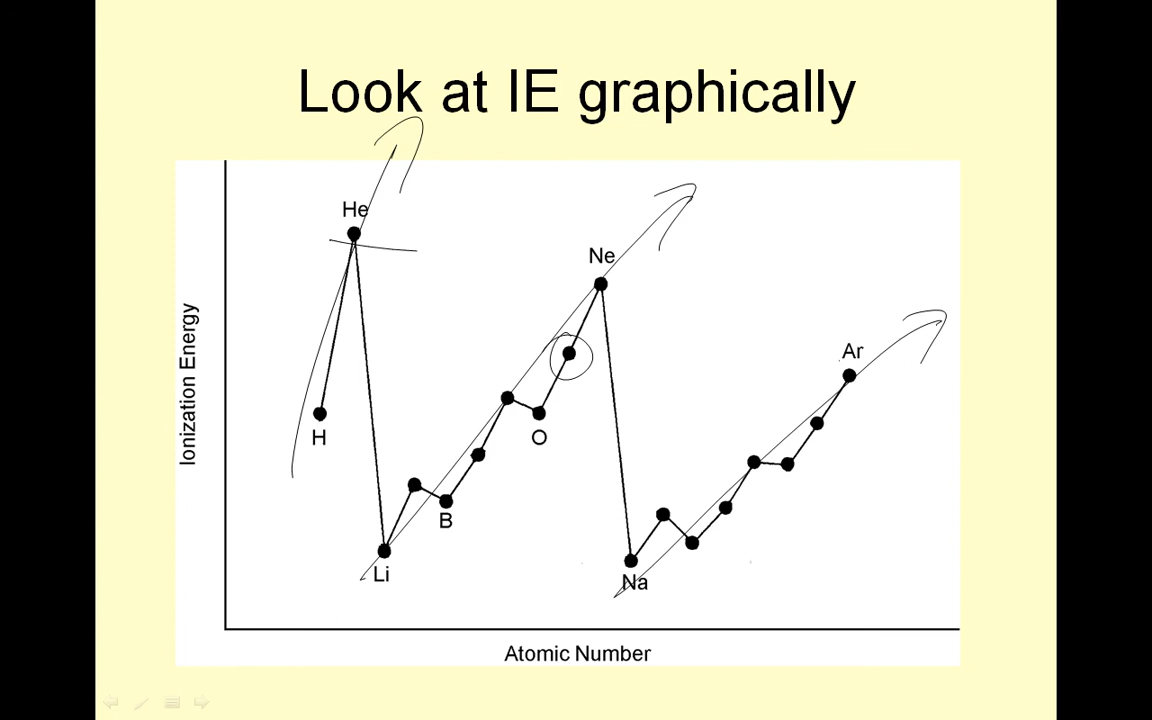 Look at IE graphically
He
Ne
Ionization Energy
Ar
H
O
B
Li
Na
Atomic Number